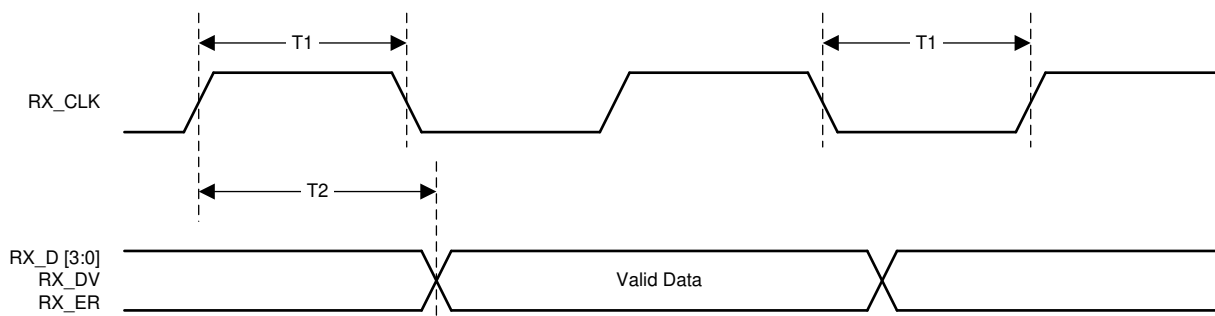 T1
T1
RX_CLK
T2
RX_D [3:0]
RX_DV
Valid Data
RX_ER